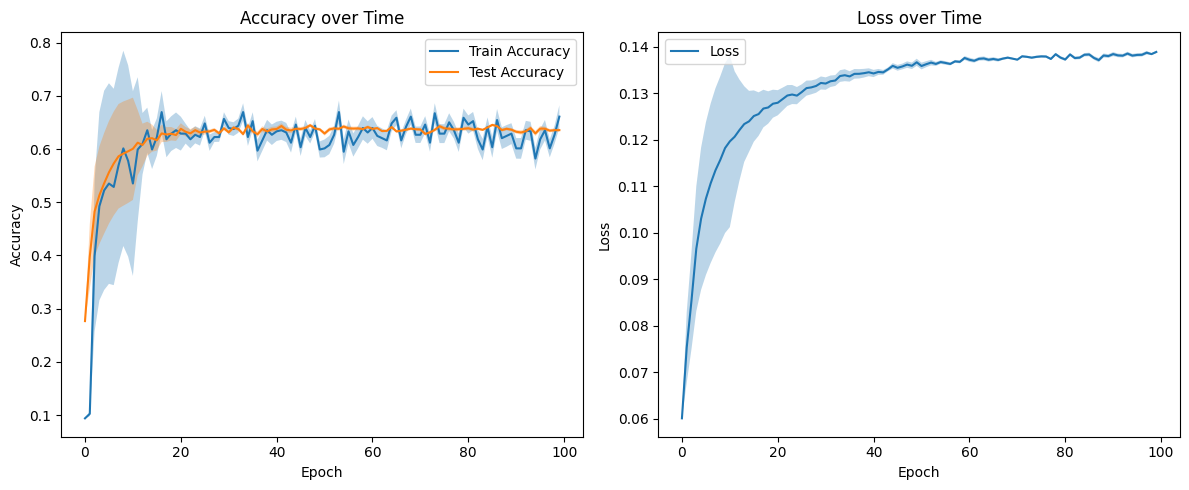 Accuracy over Time
Accuracy
0.8
0.7
0.6
0.5
0.4
0.3
0.2
0.1
Train Accuracy
Test Accuracy
0 20 40 60 80 100
Epoch
Loss over Time
Loss
0.14
0.13
0.12
0.11
0.10
0.09
0.08
0.07
0.06
Loss
0 20 40 60 80 100
Epoch